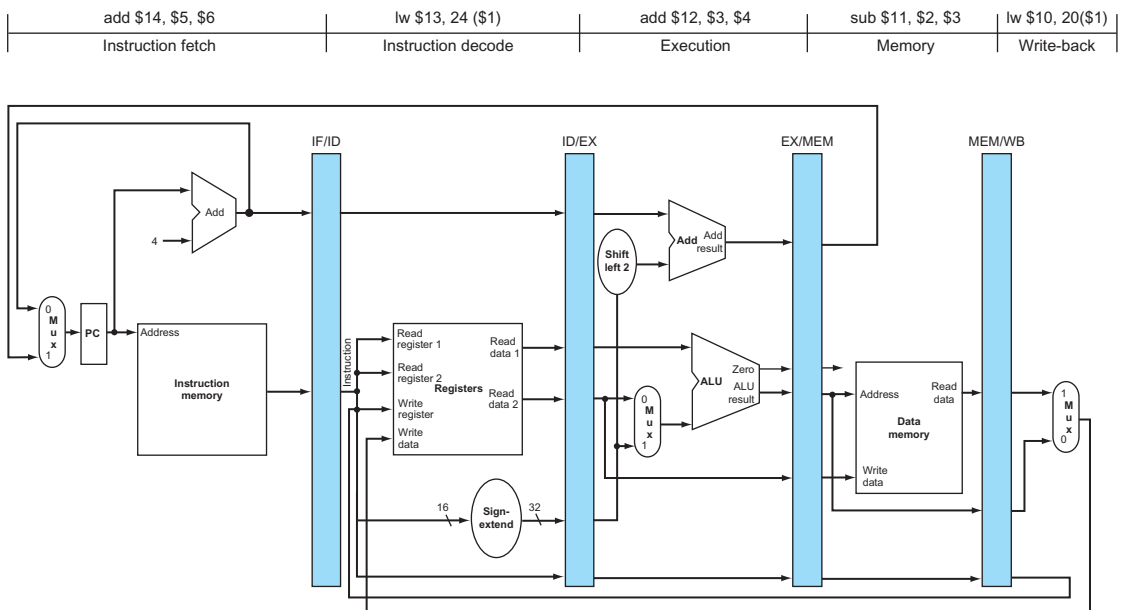 add $14, $5, $6
lw $13, 24 ($1)
add $12, $3, $4
sub $11, $2, $3
lw $10, 20($1)
Instruction fetch
Instruction decode
Execution
Memory
Write-back
IF/ID
ID/EX
EX/MEM
MEM/WB
Add
4
Shift
left 2
Add
Add
result
0
M
u
x
1
PC
Address
Instruction
memory
Instruction
Read
register 1
Read
register 2
Write
register
Write
data
Registers
Read
data 1
Read
data 2
16
Sign-
extend
32
0
M
u
x
1
ALU
Zero
ALU
result
Address
Read
data
Data
memory
Write
data
1
M
u
x
0